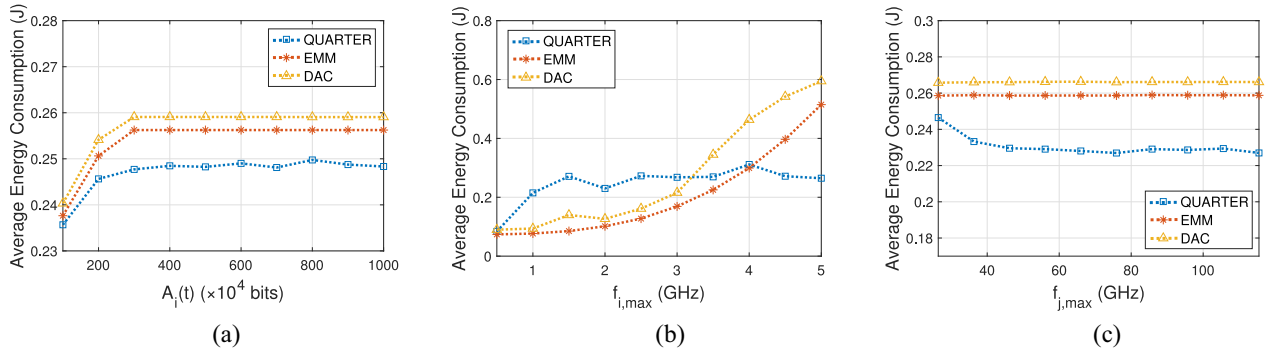 0.28
0.27
0.26
0.25
0.24
0.23
Average Energy Consumption (J)
QUARTER
EMM
DAC
200
400
600
800
1000
A_i(t) (×10^4 bits)
(a)
0.8
0.6
0.4
0.2
0
Average Energy Consumption (J)
QUARTER
EMM
DAC
1
2
3
4
5
f_i,max (GHz)
(b)
0.3
0.28
0.26
0.24
0.22
0.2
0.18
Average Energy Consumption (J)
QUARTER
EMM
DAC
40
60
80
100
f_j,max (GHz)
(c)